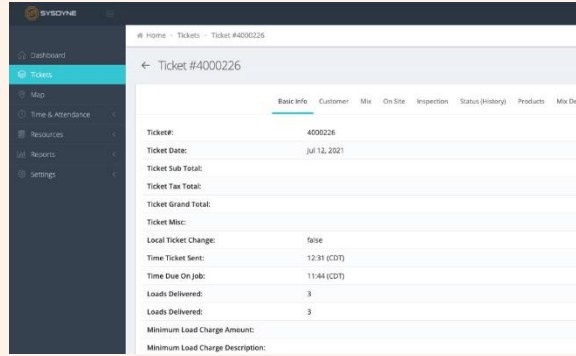 SYSDYNE
Home - Tickets - Ticket #4000226
Dashboard
Tickets
Map
Time & Attendance
Resources
Reports
Settings
← Ticket #4000226
Basic Info Customer Mix On Site Inspection Status (History) Products Mix De
Ticket#: 4000226
Ticket Date: Jul 12, 2021
Ticket Sub Total:
Ticket Tax Total:
Ticket Grand Total:
Ticket Misc:
Local Ticket Change: false
Time Ticket Sent: 12:31 (CDT)
Time Due On Job: 11:44 (CDT)
Loads Delivered: 3
Loads Delivered: 3
Minimum Load Charge Amount:
Minimum Load Charge Description: